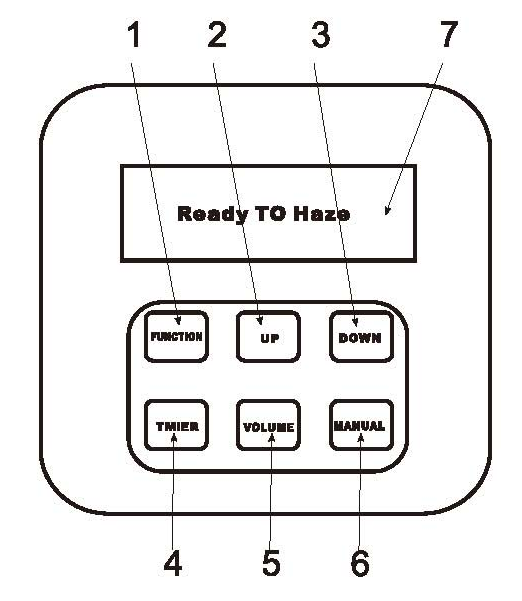 1 2 3 7
Ready TO Haze
FUNCTION UP DOWN
TMIER VOLUME MANUAL
4 5 6